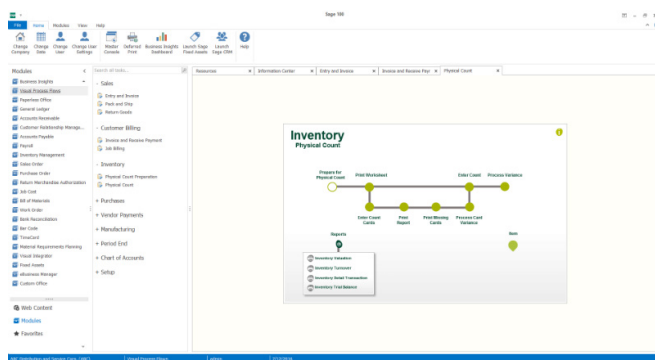 Sage 100
File Home Modules View Help
Change Company
Change Date
Change User
Change User Settings
Master Console
Deferred Print
Business Insights Dashboard
Launch Sage Fixed Assets
Launch Sage CRM
Help
Modules
Business Insights
Visual Process Flows
Paperless Office
General Ledger
Accounts Receivable
Customer Relationship Manage...
Accounts Payable
Payroll
Inventory Management
Sales Order
Purchase Order
Return Merchandise Authorization
Job Cost
Bill of Materials
Work Order
Bank Reconciliation
Bar Code
TimeCard
Material Requirements Planning
Visual Integrator
Fixed Assets
eBusiness Manager
Custom Office
Web Content
Modules
Favorites
Search all tasks...
- Sales
Entry and Invoice
Pack and Ship
Return Goods
- Customer Billing
Invoice and Receive Payment
Job Billing
- Inventory
Physical Count Preparation
Physical Count
+ Purchases
+ Vendor Payments
+ Manufacturing
+ Period End
+ Chart of Accounts
+ Setup
Resources x Information Center x Entry and Invoice x Invoice and Receive Pay x Physical Count x
Inventory
Physical Count
Prepare for Physical Count
Print Worksheet
Enter Count
Process Variance
Enter Count Cards
Print Report
Print Missing Cards
Process Card Variance
Reports
Item
Inventory Valuation
Inventory Turnover
Inventory Detail Transaction
Inventory Trial Balance
ABC Distribution and Service Corp. (ABC) Visual Process Flows